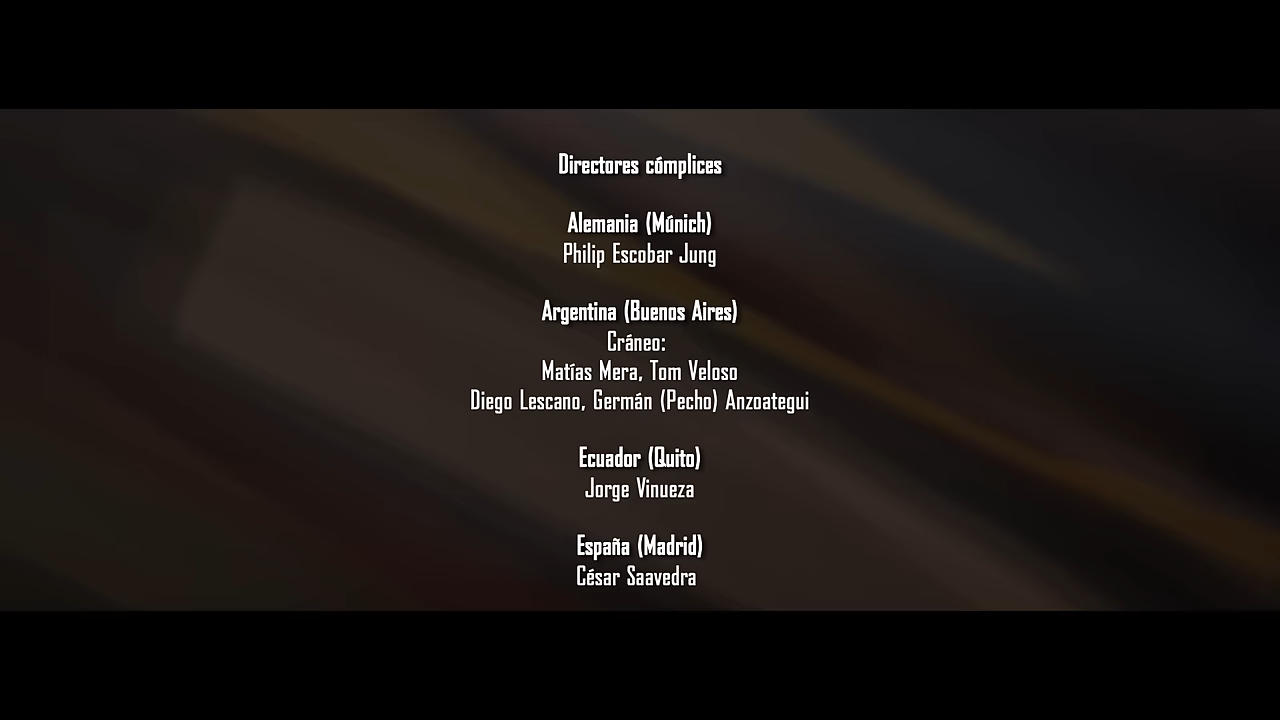 Directores cómplices
Alemania (Múnich)
Philip Escobar Jung
Argentina (Buenos Aires)
Cráneo:
Matías Mera, Tom Veloso
Diego Lescano, Germán (Pecho) Anzoategui
Ecuador (Quito)
Jorge Vinueza
España (Madrid)
César Saavedra